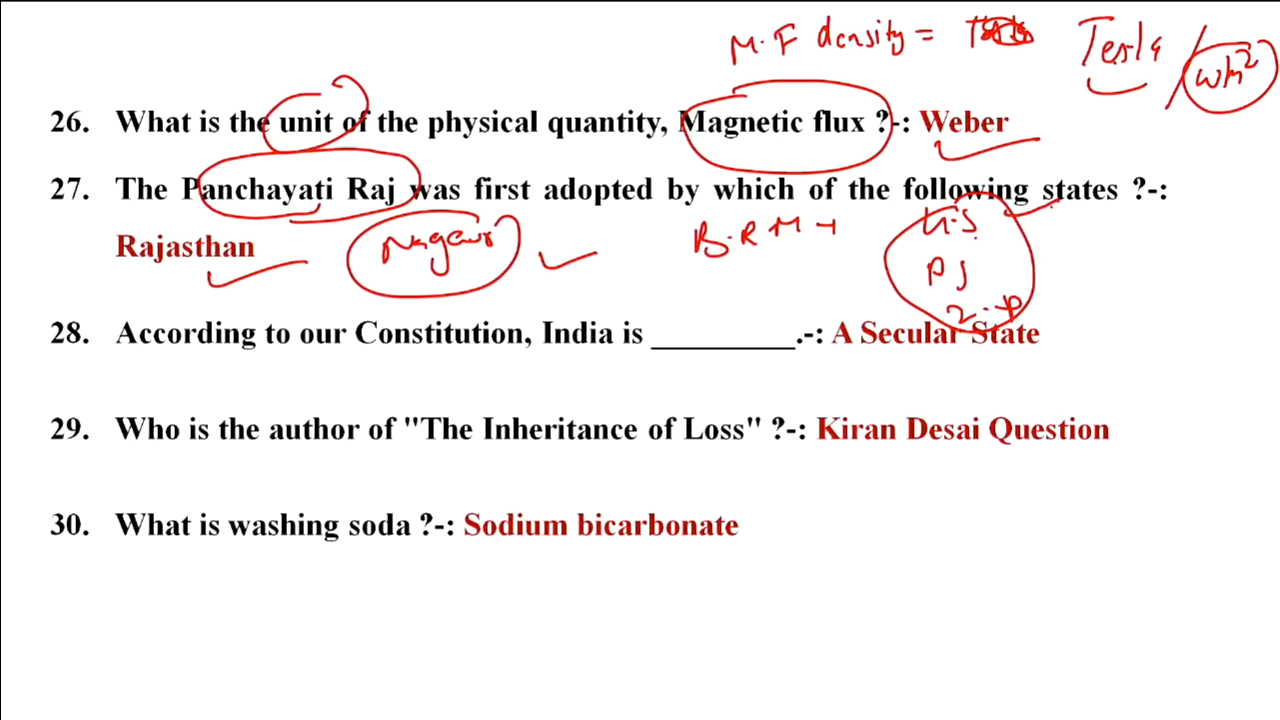 M.F density = Tesla /
26. What is the unit of the physical quantity, Magnetic flux ?-: Weber
27. The Panchayati Raj was first adopted by which of the following states ?-:
Rajasthan Nagaur B.R.M
PS
28. According to our Constitution, India is _________.-: A Secular State
29. Who is the author of "The Inheritance of Loss" ?-: Kiran Desai Question
30. What is washing soda ?-: Sodium bicarbonate